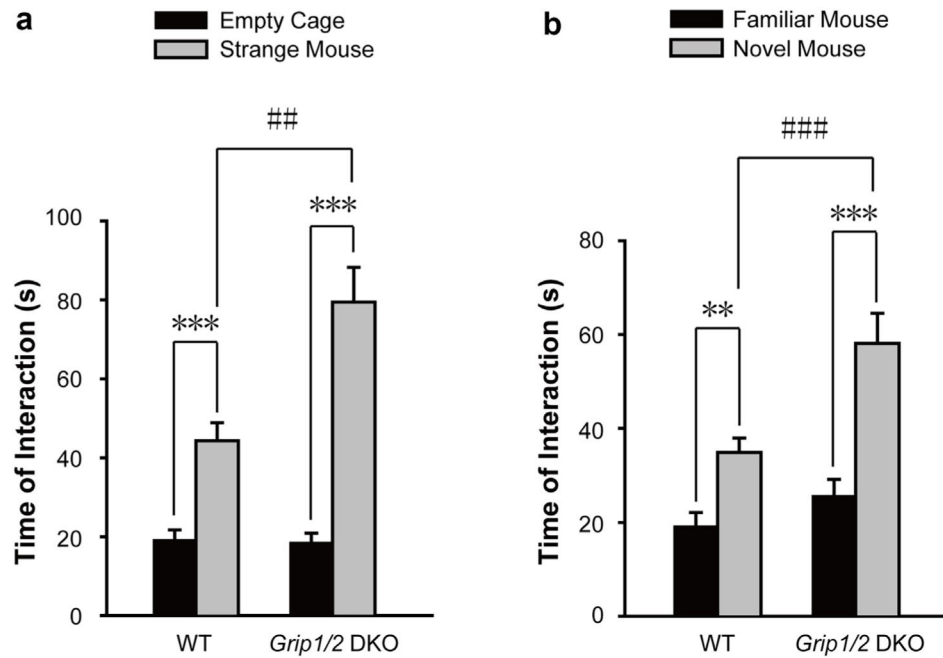 a
Empty Cage
Strange Mouse
##
***
***
Time of Interaction (s)
100
80
60
40
20
0
WT
Grip1/2 DKO
b
Familiar Mouse
Novel Mouse
###
***
**
Time of Interaction (s)
80
60
40
20
0
WT
Grip1/2 DKO